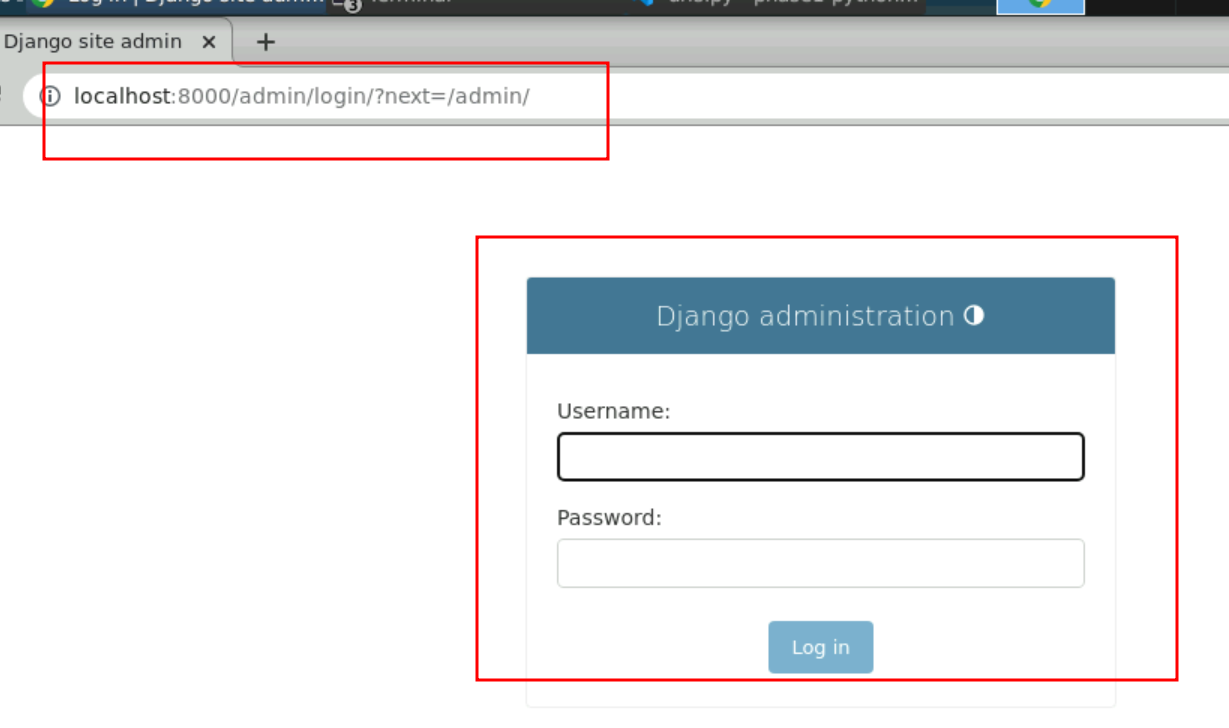 Django site admin
localhost:8000/admin/login/?next=/admin/
Django administration
Username:
Password:
Log in